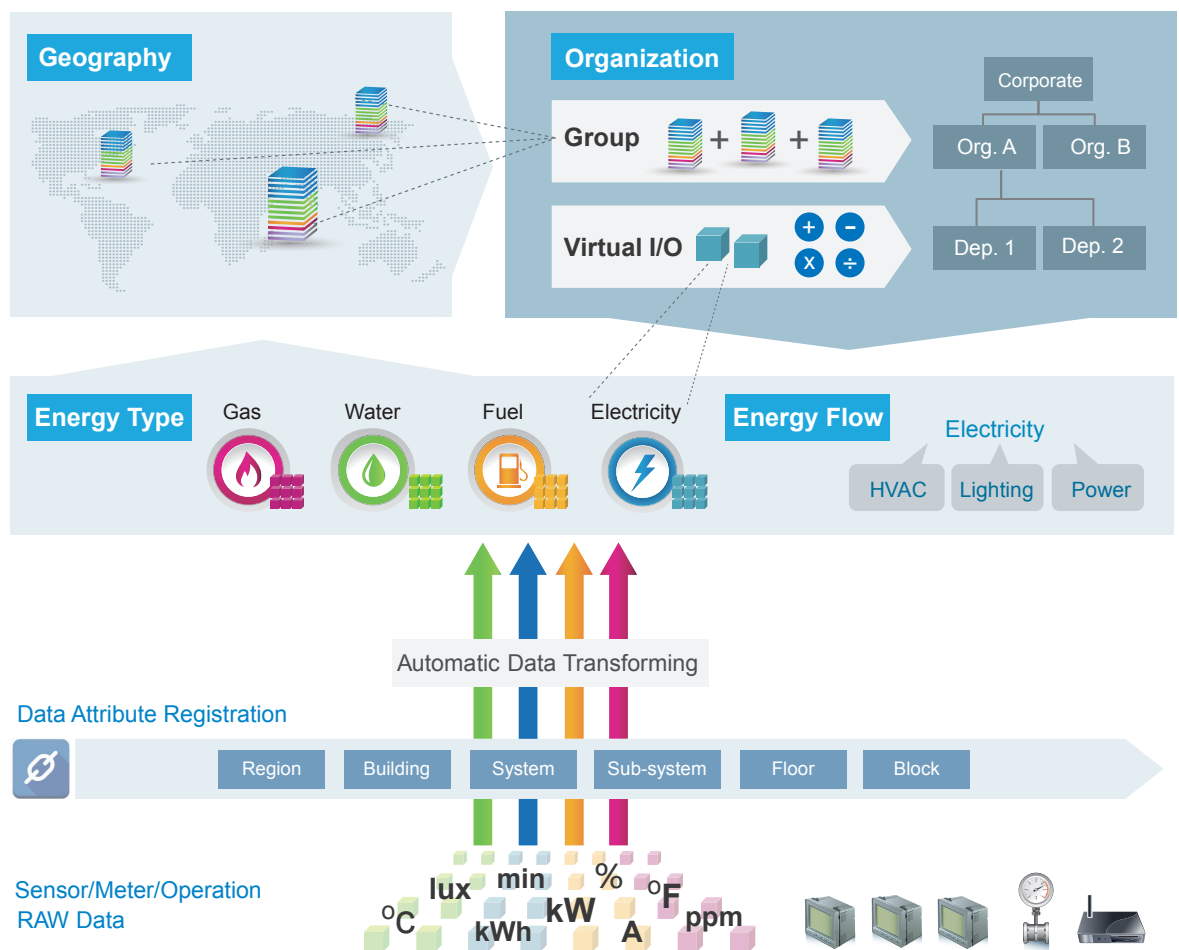 Geography
Organization
Corporate
Group
+ +
Org. A
Org. B
Virtual I/O
+ −
x ÷
Dep. 1
Dep. 2
Energy Type
Gas
Water
Fuel
Electricity
Energy Flow
Electricity
HVAC
Lighting
Power
Automatic Data Transforming
Data Attribute Registration
Region
Building
System
Sub-system
Floor
Block
Sensor/Meter/Operation
RAW Data
°C
lux
min
kWh
kW
%
A
°F
ppm